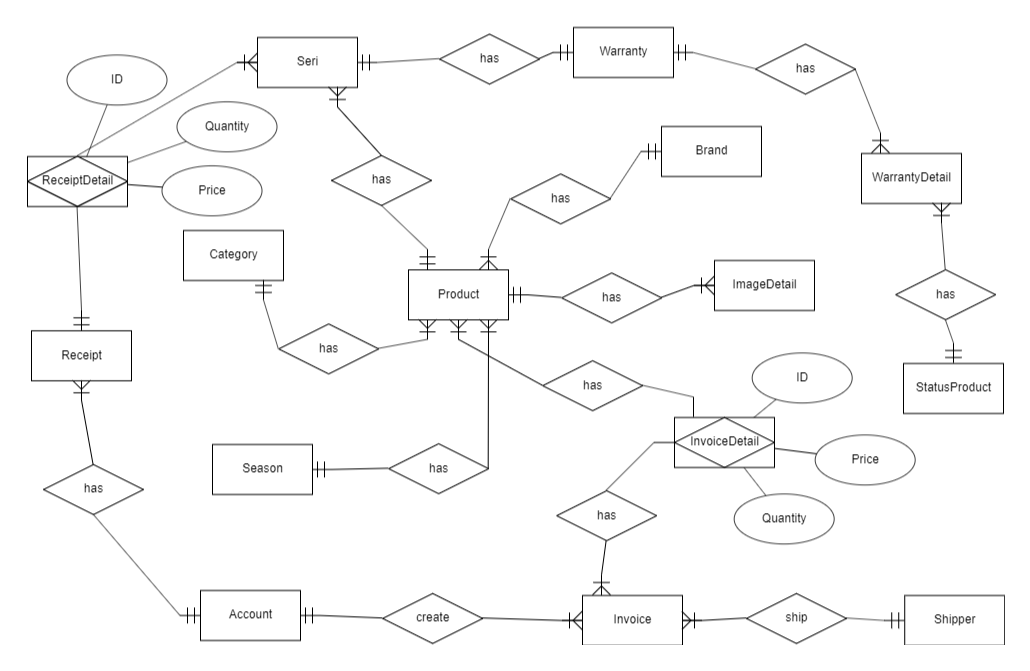 Seri
has
Warranty
has
ID
Quantity
Brand
ReceiptDetail
Price
has
has
WarrantyDetail
Category
Product
has
ImageDetail
has
Receipt
has
has
ID
StatusProduct
InvoiceDetail
Price
Season
has
has
has
Quantity
Account
create
Invoice
ship
Shipper